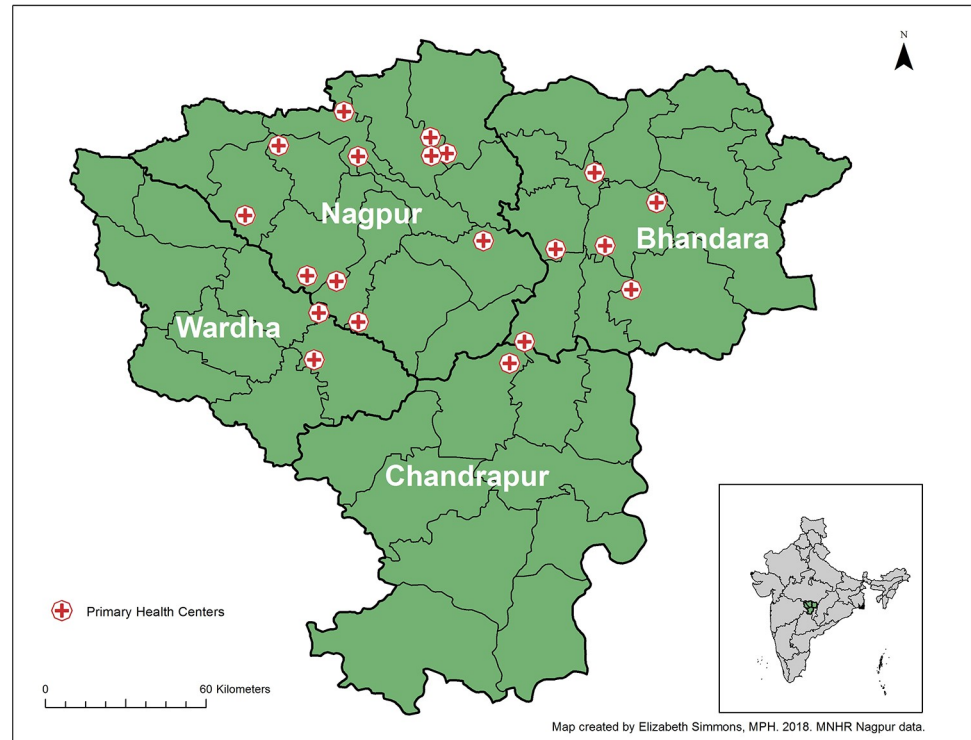 N
Nagpur
Bhandara
Wardha
Chandrapur
Primary Health Centers
0 60 Kilometers
Map created by Elizabeth Simmons, MPH. 2018. MNHR Nagpur data.